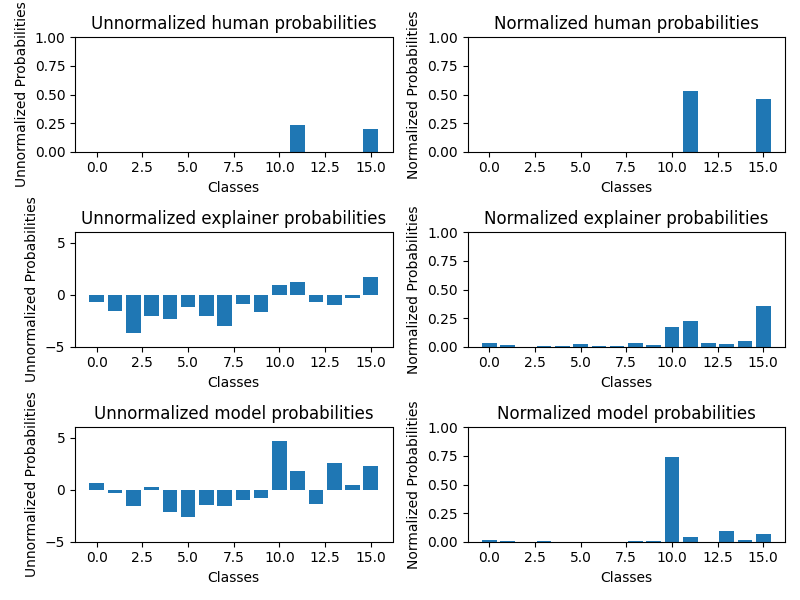 Unnormalized human probabilities
Unnormalized Probabilities
1.00
0.75
0.50
0.25
0.00
0.0 2.5 5.0 7.5 10.0 12.5 15.0
Classes
Normalized human probabilities
Normalized Probabilities
1.00
0.75
0.50
0.25
0.00
0.0 2.5 5.0 7.5 10.0 12.5 15.0
Classes
Unnormalized explainer probabilities
Unnormalized Probabilities
5
0
−5
0.0 2.5 5.0 7.5 10.0 12.5 15.0
Classes
Normalized explainer probabilities
Normalized Probabilities
1.00
0.75
0.50
0.25
0.00
0.0 2.5 5.0 7.5 10.0 12.5 15.0
Classes
Unnormalized model probabilities
Unnormalized Probabilities
5
0
−5
0.0 2.5 5.0 7.5 10.0 12.5 15.0
Classes
Normalized model probabilities
Normalized Probabilities
1.00
0.75
0.50
0.25
0.00
0.0 2.5 5.0 7.5 10.0 12.5 15.0
Classes